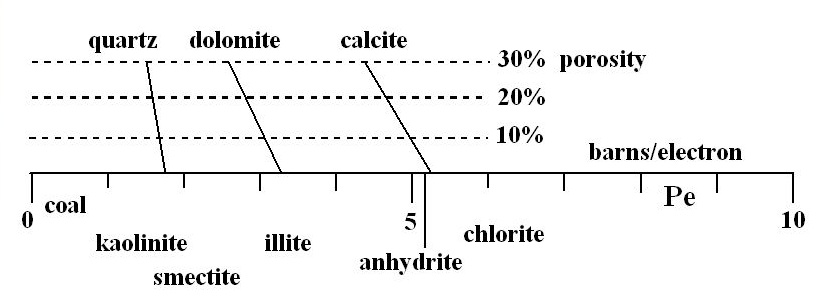 quartz dolomite calcite
30% porosity
20%
10%
barns/electron
coal Pe
0 5 10
kaolinite illite chlorite
anhydrite
smectite